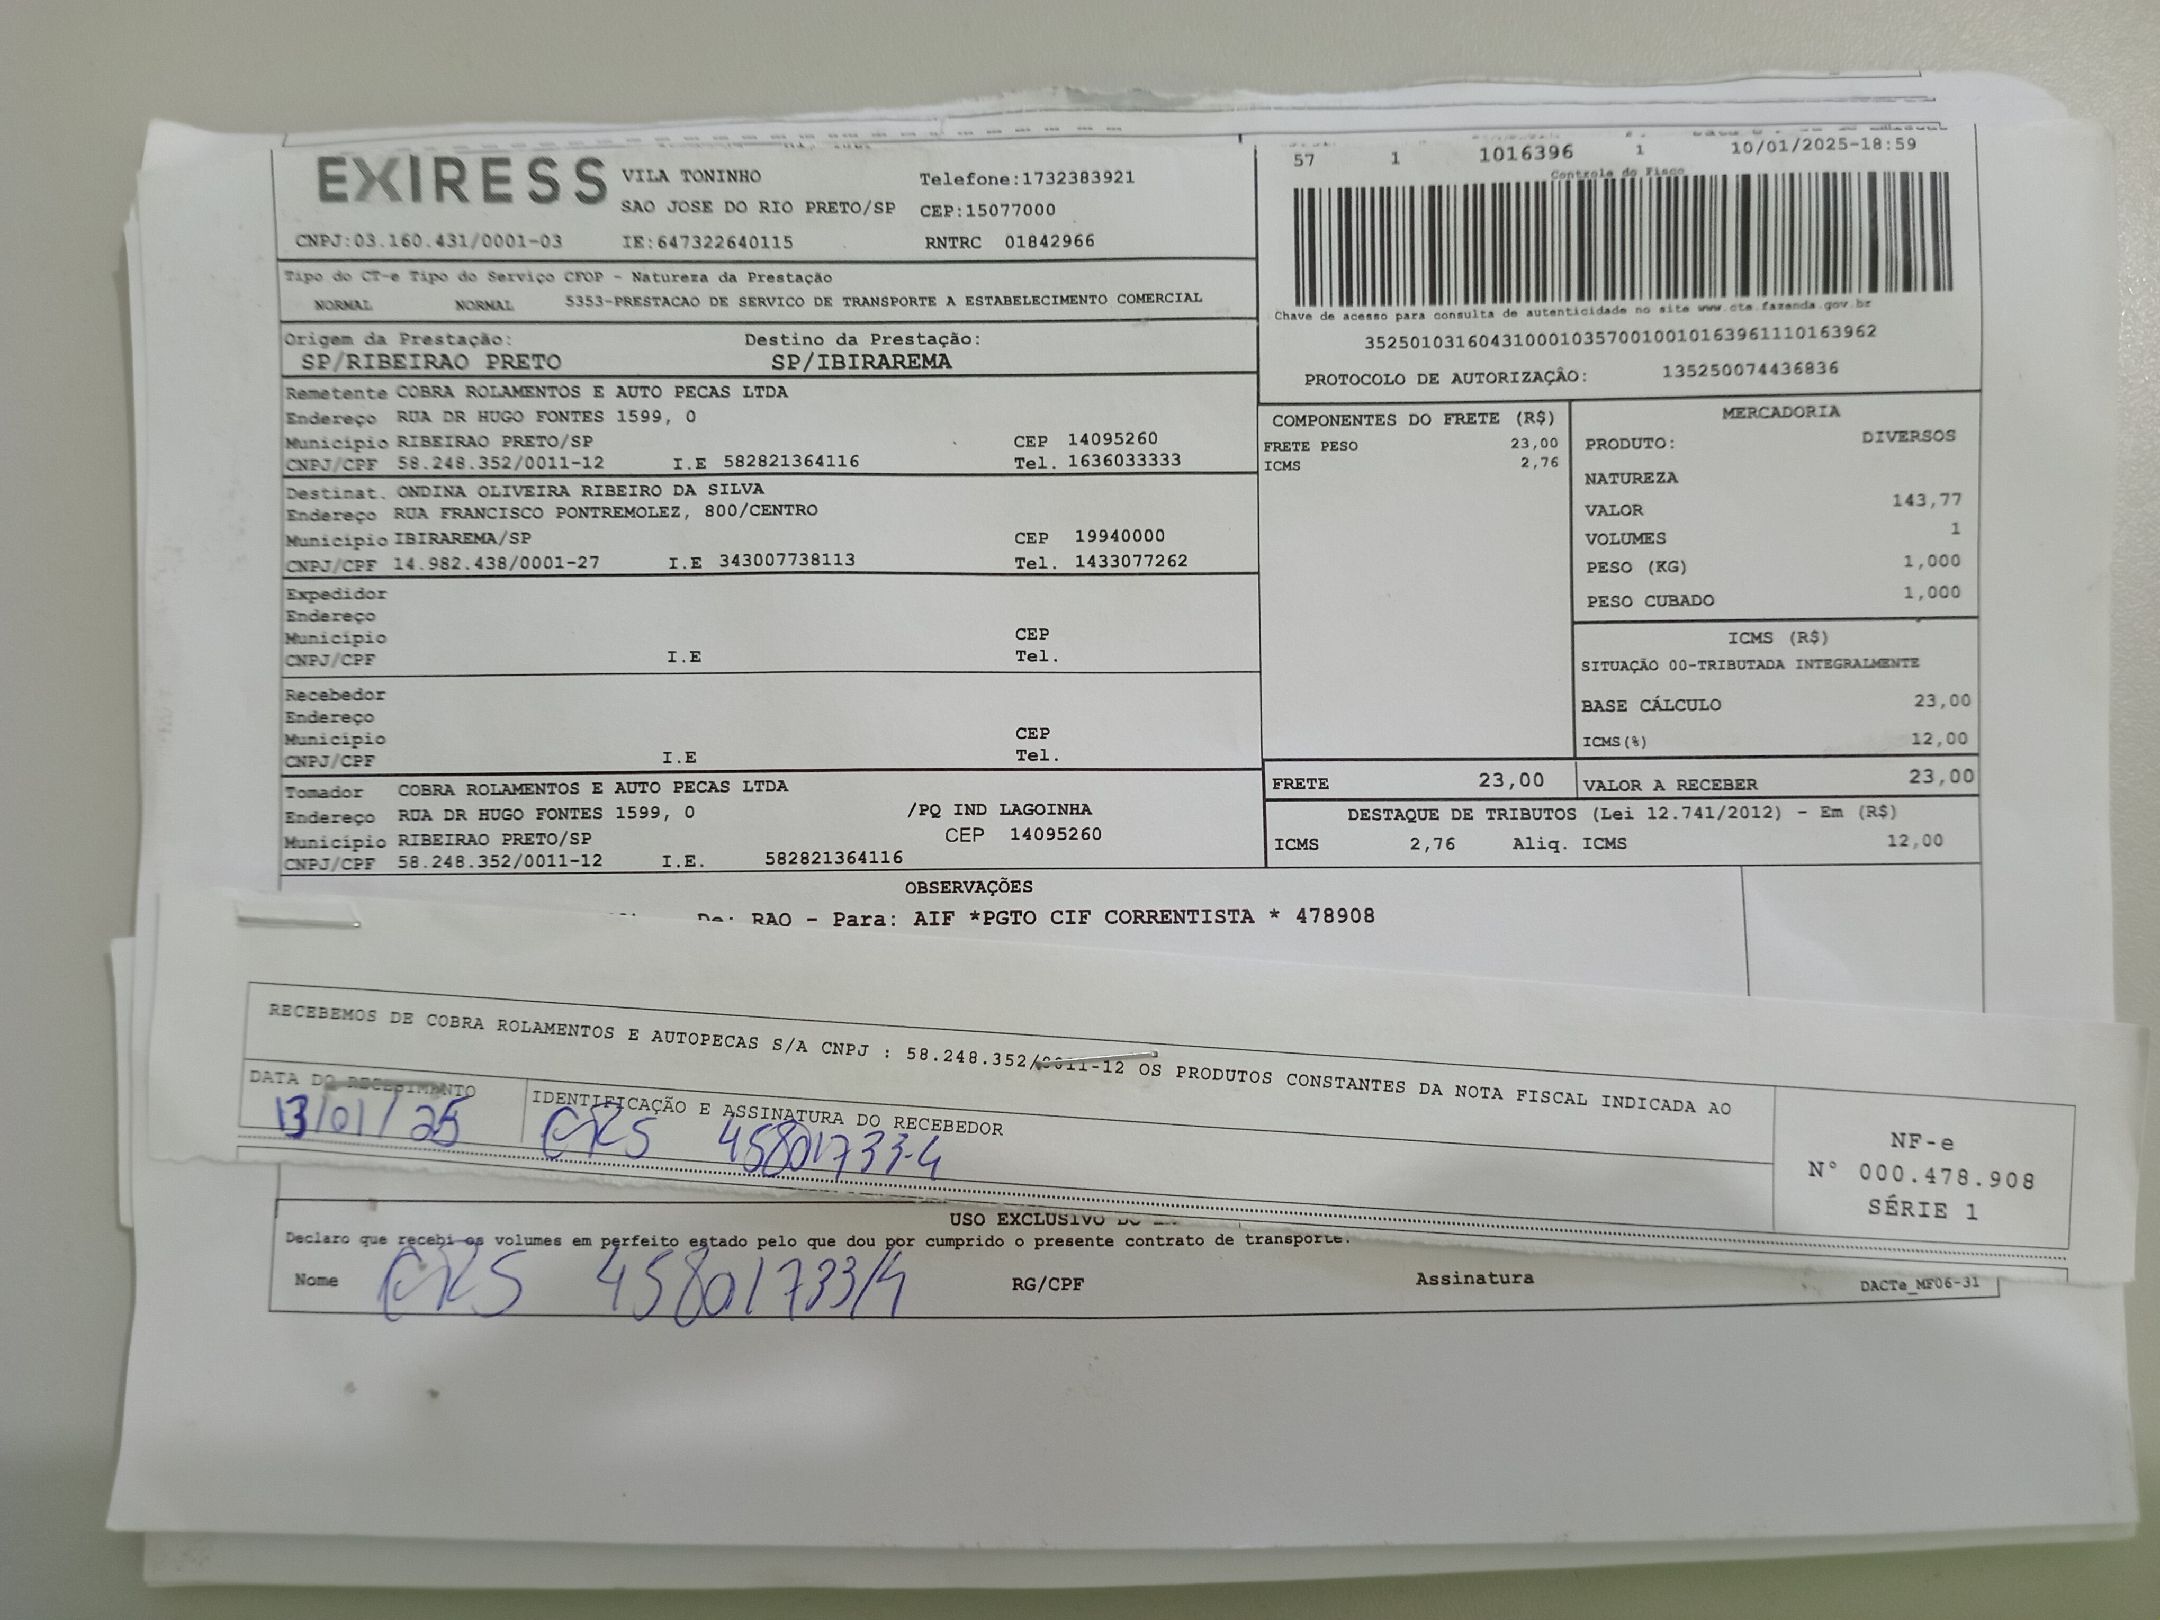 EXIRESS
VILA TONINHO
Telefone:1732383921
SAO JOSE DO RIO PRETO/SP CEP:15077000
CNPJ:03.160.431/0001-03 IE:647322640115 RNTRC 01842966
57 1 1016396 1 10/01/2025-18:59
Controle do Fisco
Chave de acesso para consulta de autenticidade no site www.cte.fazenda.gov.br
35250103160431000103570010010163961110163962
PROTOCOLO DE AUTORIZAÇÃO: 135250074436836
Tipo do CT-e Tipo do Serviço CFOP - Natureza da Prestação
NORMAL NORMAL 5353-PRESTACAO DE SERVICO DE TRANSPORTE A ESTABELECIMENTO COMERCIAL
Origem da Prestação: Destino da Prestação:
SP/RIBEIRAO PRETO SP/IBIRAREMA
Remetente COBRA ROLAMENTOS E AUTO PECAS LTDA
Endereço RUA DR HUGO FONTES 1599, 0
Município RIBEIRAO PRETO/SP CEP 14095260
CNPJ/CPF 58.248.352/0011-12 I.E 582821364116 Tel. 1636033333
Destinat. ONDINA OLIVEIRA RIBEIRO DA SILVA
Endereço RUA FRANCISCO PONTREMOLEZ, 800/CENTRO
Município IBIRAREMA/SP CEP 19940000
CNPJ/CPF 14.982.438/0001-27 I.E 343007738113 Tel. 1433077262
Expedidor
Endereço
Município CEP
CNPJ/CPF I.E Tel.
Recebedor
Endereço
Município CEP
CNPJ/CPF I.E Tel.
Tomador COBRA ROLAMENTOS E AUTO PECAS LTDA
Endereço RUA DR HUGO FONTES 1599, 0 /PQ IND LAGOINHA
Município RIBEIRAO PRETO/SP CEP 14095260
CNPJ/CPF 58.248.352/0011-12 I.E. 582821364116
COMPONENTES DO FRETE (R$)
FRETE PESO 23,00
ICMS 2,76
MERCADORIA
PRODUTO: DIVERSOS
NATUREZA
VALOR 143,77
VOLUMES 1
PESO (KG) 1,000
PESO CUBADO 1,000
ICMS (R$)
SITUAÇÃO 00-TRIBUTADA INTEGRALMENTE
BASE CÁLCULO 23,00
ICMS(%) 12,00
FRETE 23,00 VALOR A RECEBER 23,00
DESTAQUE DE TRIBUTOS (Lei 12.741/2012) - Em (R$)
ICMS 2,76 Aliq. ICMS 12,00
OBSERVAÇÕES
De: RAO - Para: AIF *PGTO CIF CORRENTISTA * 478908
RECEBEMOS DE COBRA ROLAMENTOS E AUTOPECAS S/A CNPJ : 58.248.352/0011-12 OS PRODUTOS CONSTANTES DA NOTA FISCAL INDICADA AO
DATA DO RECEBIMENTO IDENTIFICAÇÃO E ASSINATURA DO RECEBEDOR
13/01/25 45801733-4
NF-e
N° 000.478.908
SÉRIE 1
USO EXCLUSIVO
Declaro que recebi os volumes em perfeito estado pelo que dou por cumprido o presente contrato de transporte.
Nome 45801733/4 RG/CPF Assinatura DACTe_MF06-31